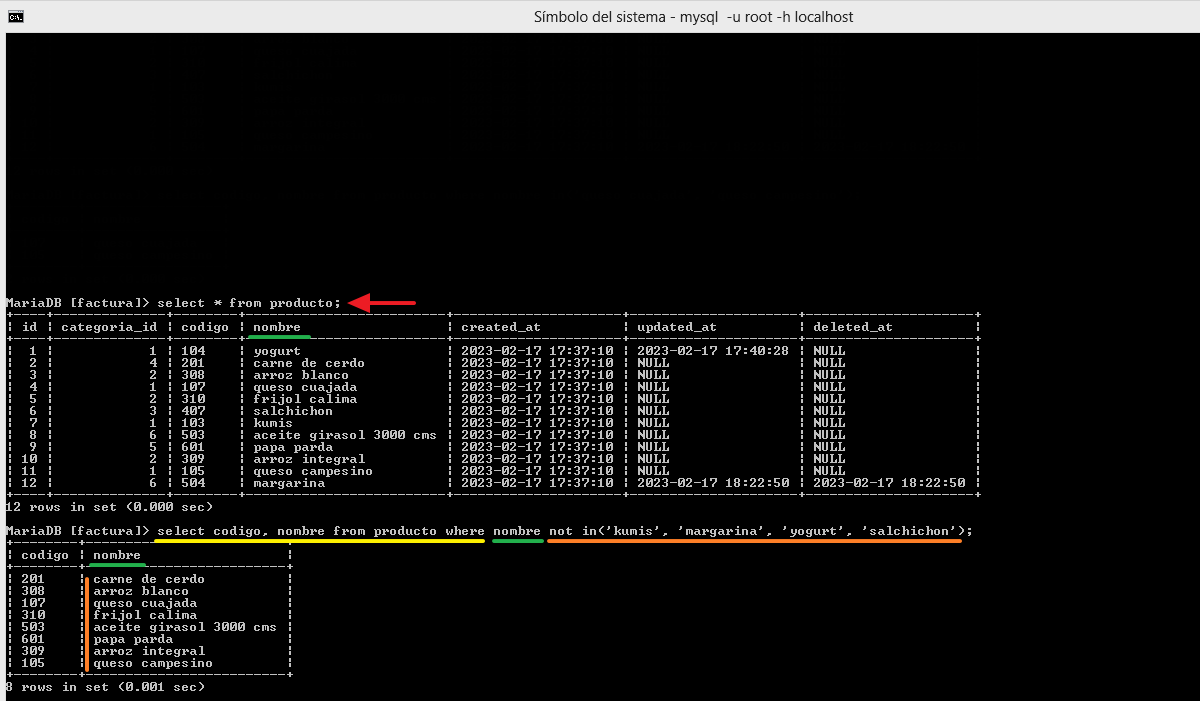 Símbolo del sistema - mysql  -u root -h localhost
MariaDB [factura]> select * from producto;
| id | categoria_id | codigo | nombre                  | created_at          | updated_at          | deleted_at          |
|  1 |            1 | 104    | yogurt                  | 2023-02-17 17:37:10 | 2023-02-17 17:40:28 | NULL                |
|  2 |            4 | 201    | carne de cerdo          | 2023-02-17 17:37:10 | NULL                | NULL                |
|  3 |            2 | 308    | arroz blanco            | 2023-02-17 17:37:10 | NULL                | NULL                |
|  4 |            1 | 107    | queso cuajada           | 2023-02-17 17:37:10 | NULL                | NULL                |
|  5 |            2 | 310    | frijol calima           | 2023-02-17 17:37:10 | NULL                | NULL                |
|  6 |            3 | 407    | salchichon              | 2023-02-17 17:37:10 | NULL                | NULL                |
|  7 |            1 | 103    | kumis                   | 2023-02-17 17:37:10 | NULL                | NULL                |
|  8 |            6 | 503    | aceite girasol 3000 cms | 2023-02-17 17:37:10 | NULL                | NULL                |
|  9 |            5 | 601    | papa parda              | 2023-02-17 17:37:10 | NULL                | NULL                |
| 10 |            2 | 309    | arroz integral          | 2023-02-17 17:37:10 | NULL                | NULL                |
| 11 |            1 | 105    | queso campesino         | 2023-02-17 17:37:10 | NULL                | NULL                |
| 12 |            6 | 504    | margarina               | 2023-02-17 17:37:10 | 2023-02-17 18:22:50 | 2023-02-17 18:22:50 |
12 rows in set (0.000 sec)
MariaDB [factura]> select codigo, nombre from producto where nombre not in('kumis', 'margarina', 'yogurt', 'salchichon');
| codigo | nombre                  |
| 201    | carne de cerdo          |
| 308    | arroz blanco            |
| 107    | queso cuajada           |
| 310    | frijol calima           |
| 503    | aceite girasol 3000 cms |
| 601    | papa parda              |
| 309    | arroz integral          |
| 105    | queso campesino         |
8 rows in set (0.001 sec)